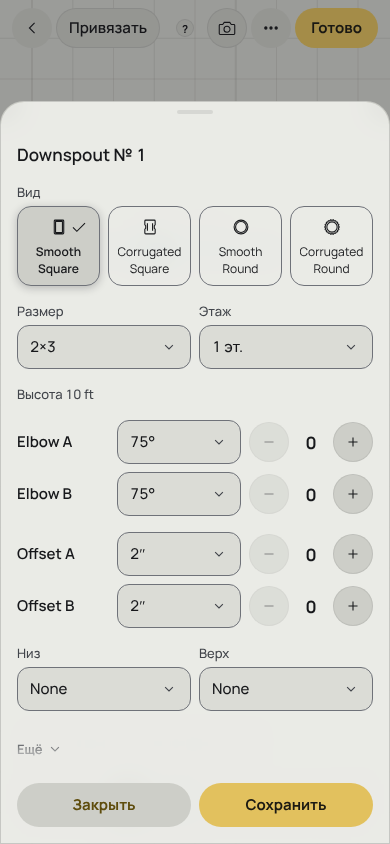 Привязать
?
Готово
Downspout № 1
Вид
Smooth Square
Corrugated Square
Smooth Round
Corrugated Round
Размер
Этаж
2×3
1 эт.
Высота 10 ft
Elbow A
75°
0
Elbow B
75°
0
Offset A
2″
0
Offset B
2″
0
Низ
Верх
None
None
Ещё
Закрыть
Сохранить